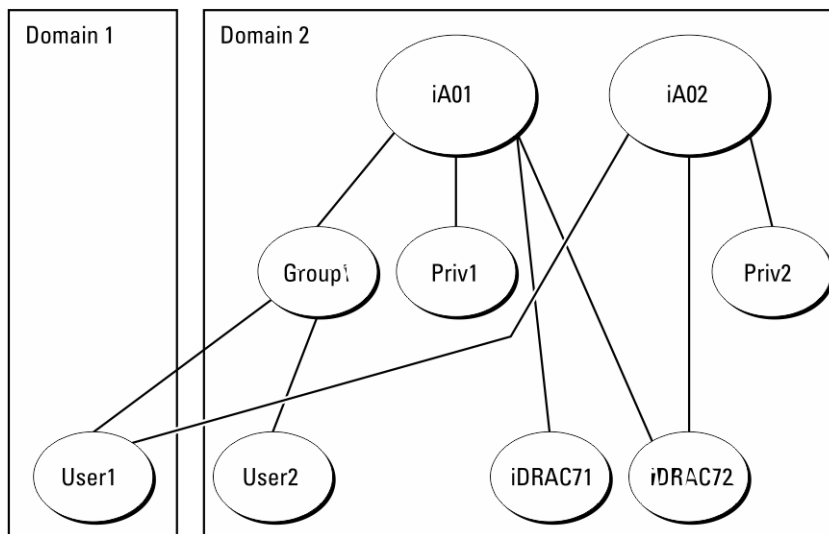 Domain 1
Domain 2
iA01
iA02
Group1
Priv1
Priv2
User1
User2
iDRAC71
iDRAC72